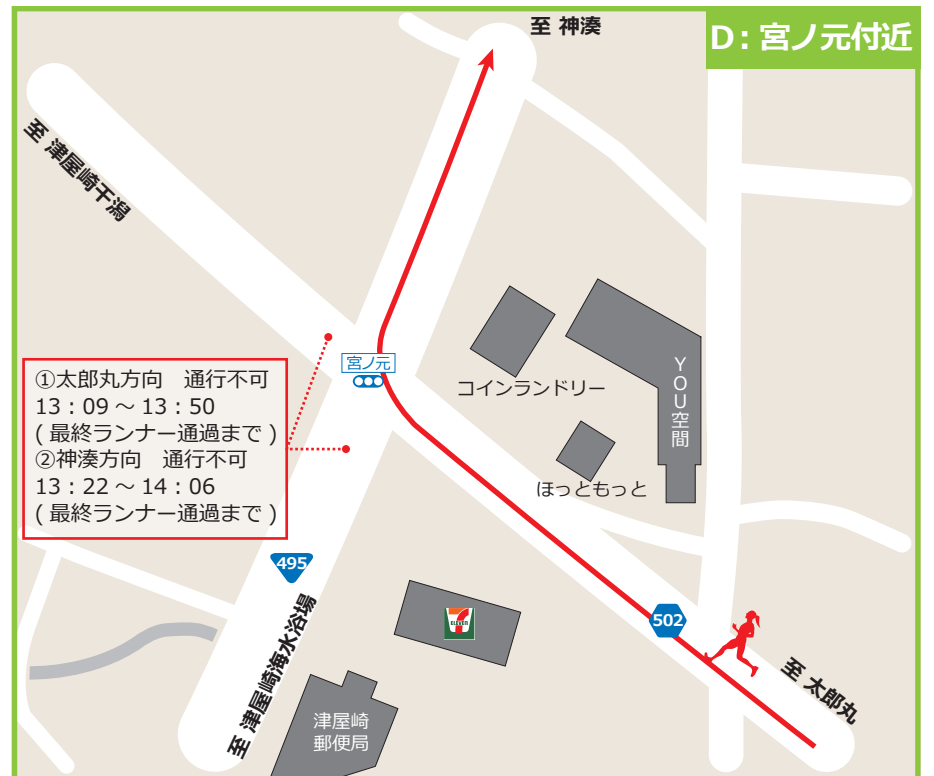 至 神湊
D：宮ノ元付近
至 津屋崎干潟
宮ノ元
①太郎丸方向　通行不可
13：09 ～ 13：50
( 最終ランナー通過まで )
②神湊方向　通行不可
13：22 ～ 14：06
( 最終ランナー通過まで )
コインランドリー
YOU空間
ほっともっと
495
至 津屋崎海水浴場
7
ELEVEN
502
至 太郎丸
津屋崎
郵便局